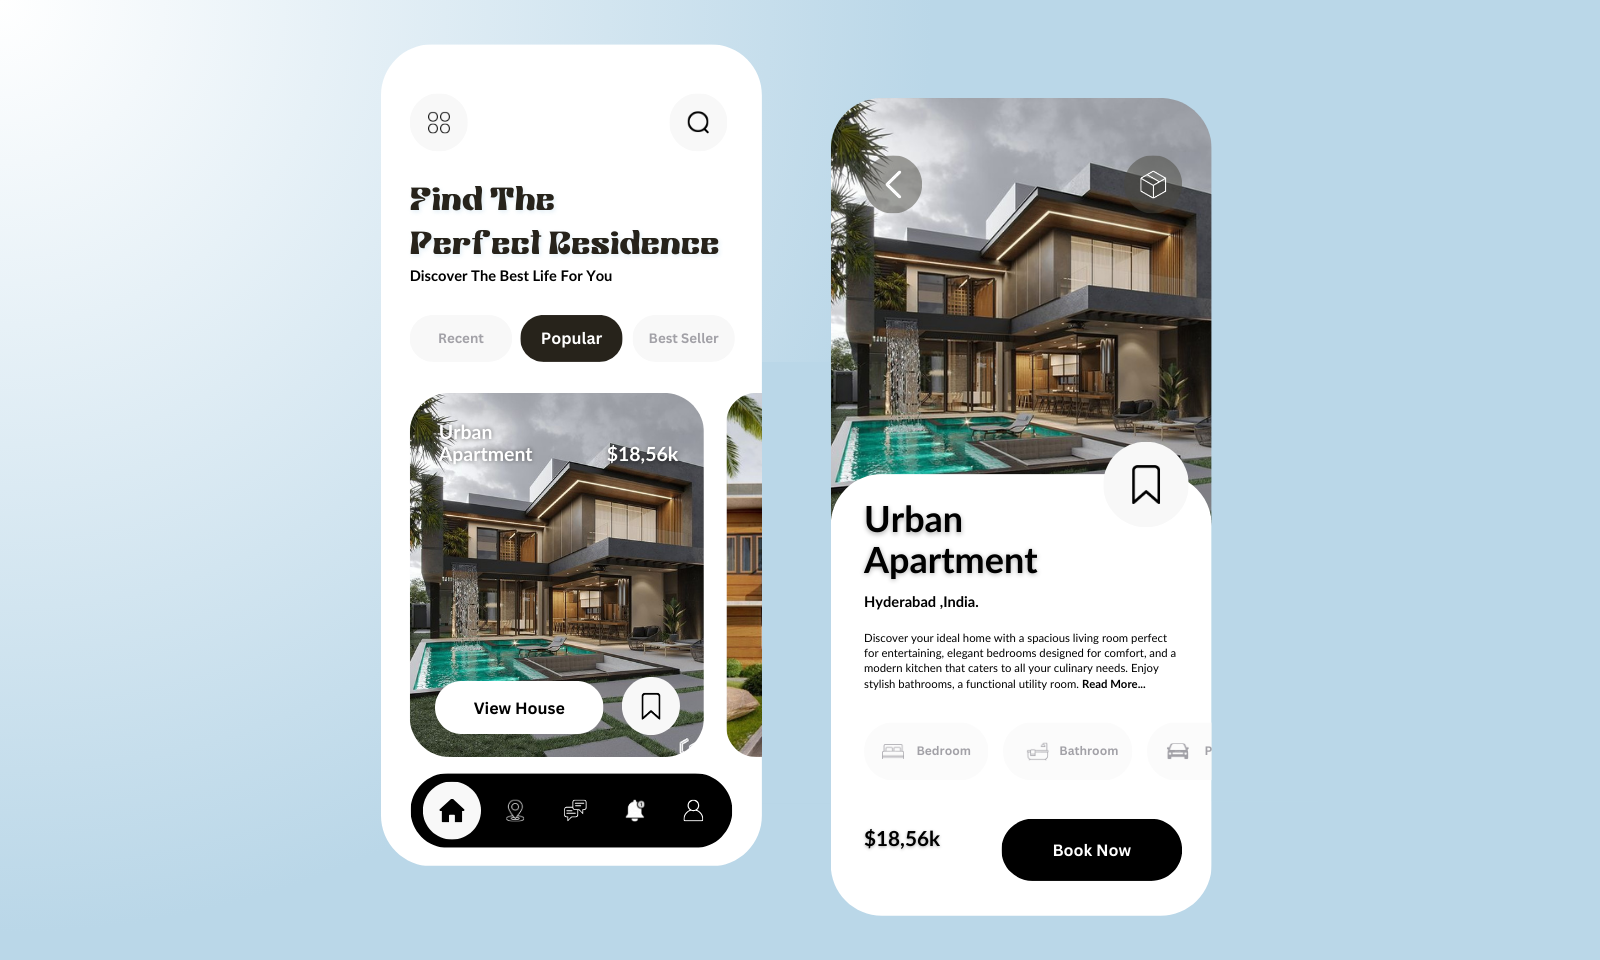 Find The
Perfect Residence
Discover The Best Life For You
Recent
Popular
Best Seller
Urban
Apartment
$18,56k
View House
Urban
Apartment
Hyderabad ,India.
Discover your ideal home with a spacious living room perfect
for entertaining, elegant bedrooms designed for comfort, and a
modern kitchen that caters to all your culinary needs. Enjoy
stylish bathrooms, a functional utility room. Read More...
Bedroom
Bathroom
P
$18,56k
Book Now